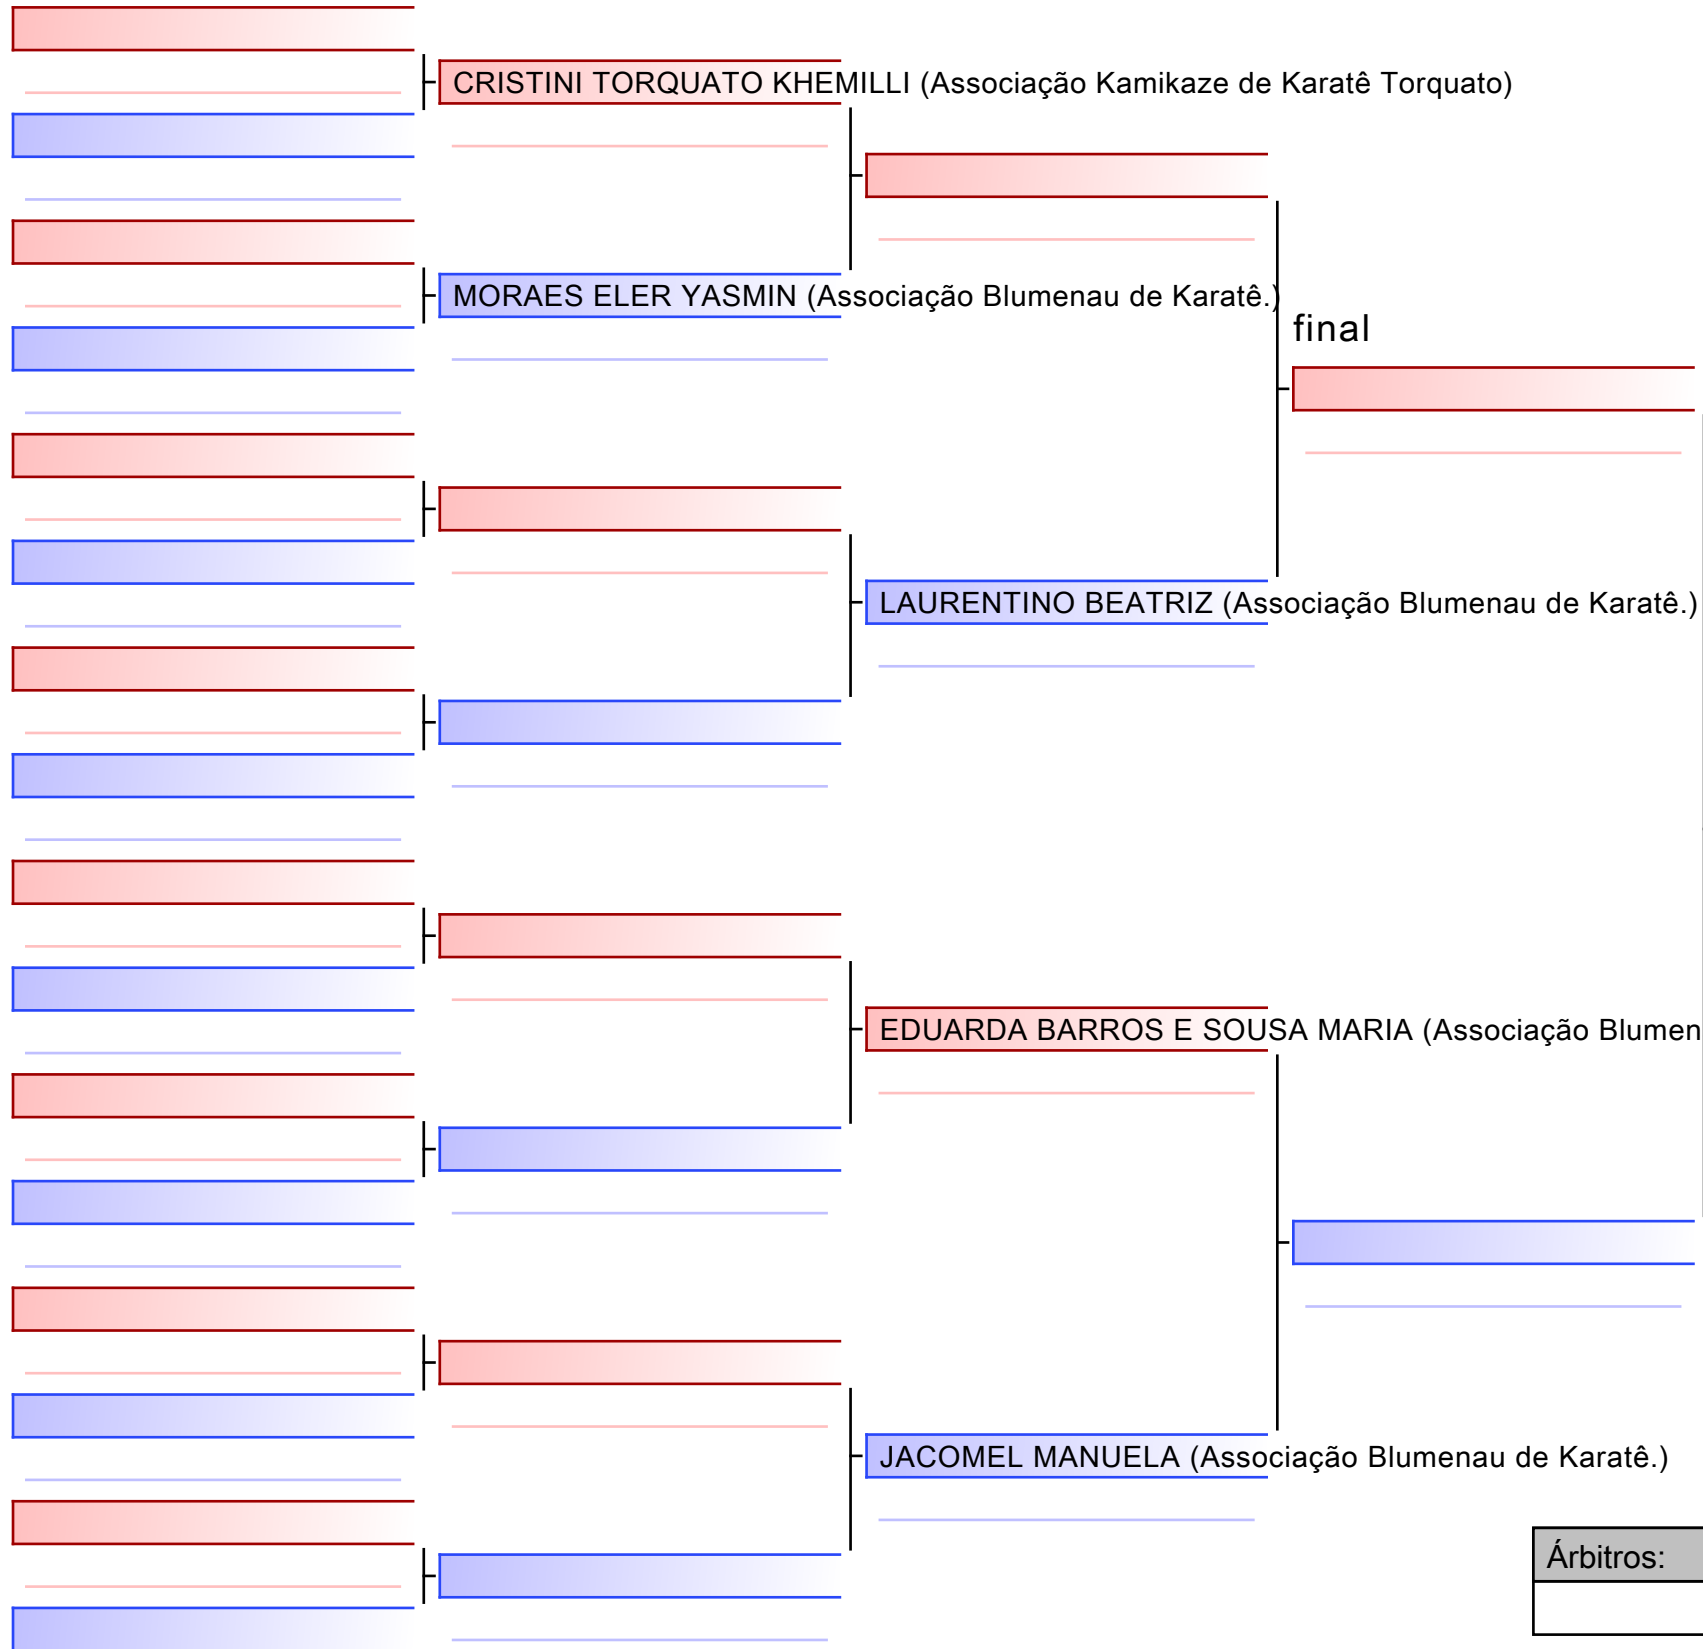 CRISTINI TORQUATO KHEMILLI (Associação Kamikaze de Karatê Torquato)
MORAES ELER YASMIN (Associação Blumenau de Karatê.)
final
LAURENTINO BEATRIZ (Associação Blumenau de Karatê.)
EDUARDA BARROS E SOUSA MARIA (Associação Blumen
JACOMEL MANUELA (Associação Blumenau de Karatê.)
Árbitros: